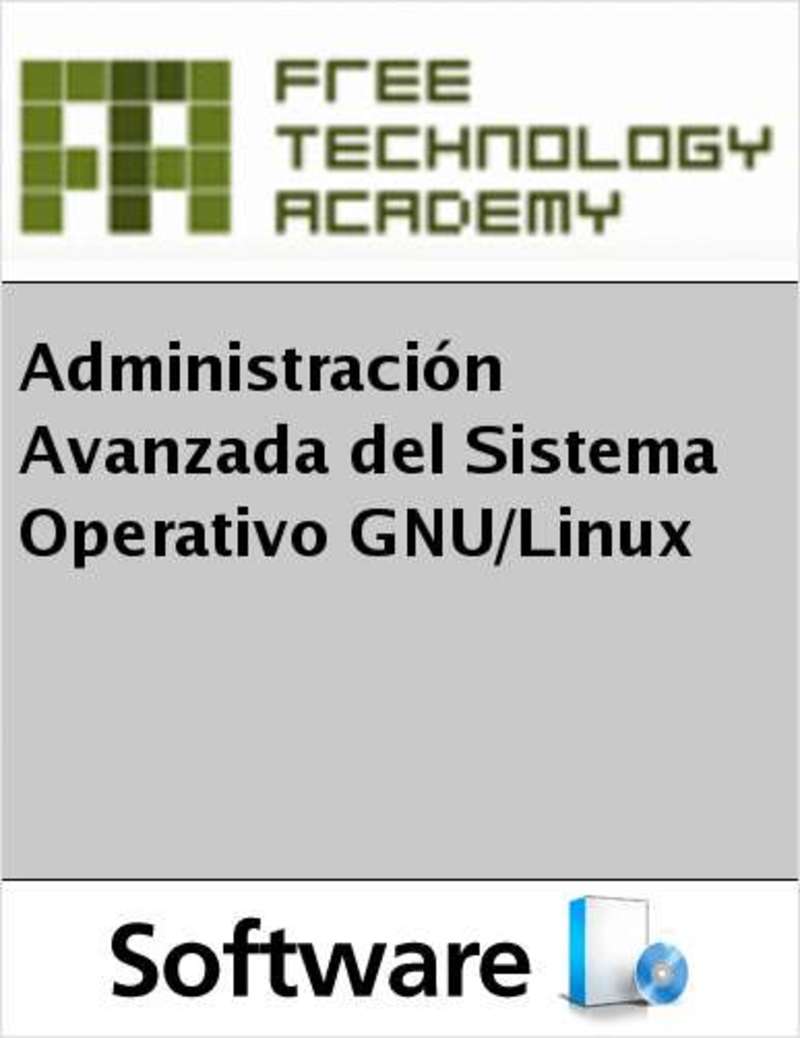 FREE
TECHNOLOGY
ACADEMY
Administración
Avanzada del Sistema
Operativo GNU/Linux
Software